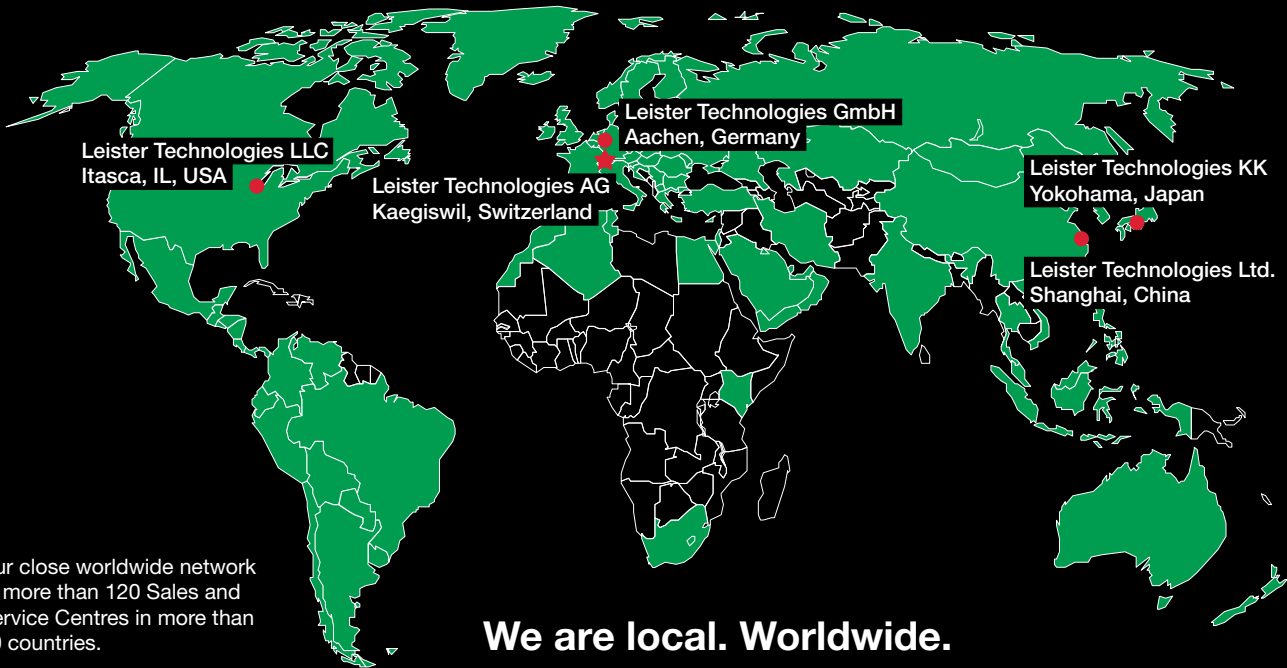 Leister Technologies GmbH
Aachen, Germany
Leister Technologies LLC
Itasca, IL, USA
Leister Technologies AG
Kaegiswil, Switzerland
Leister Technologies KK
Yokohama, Japan
Leister Technologies Ltd.
Shanghai, China
ur close worldwide network
more than 120 Sales and
ervice Centres in more than
countries.
We are local. Worldwide.